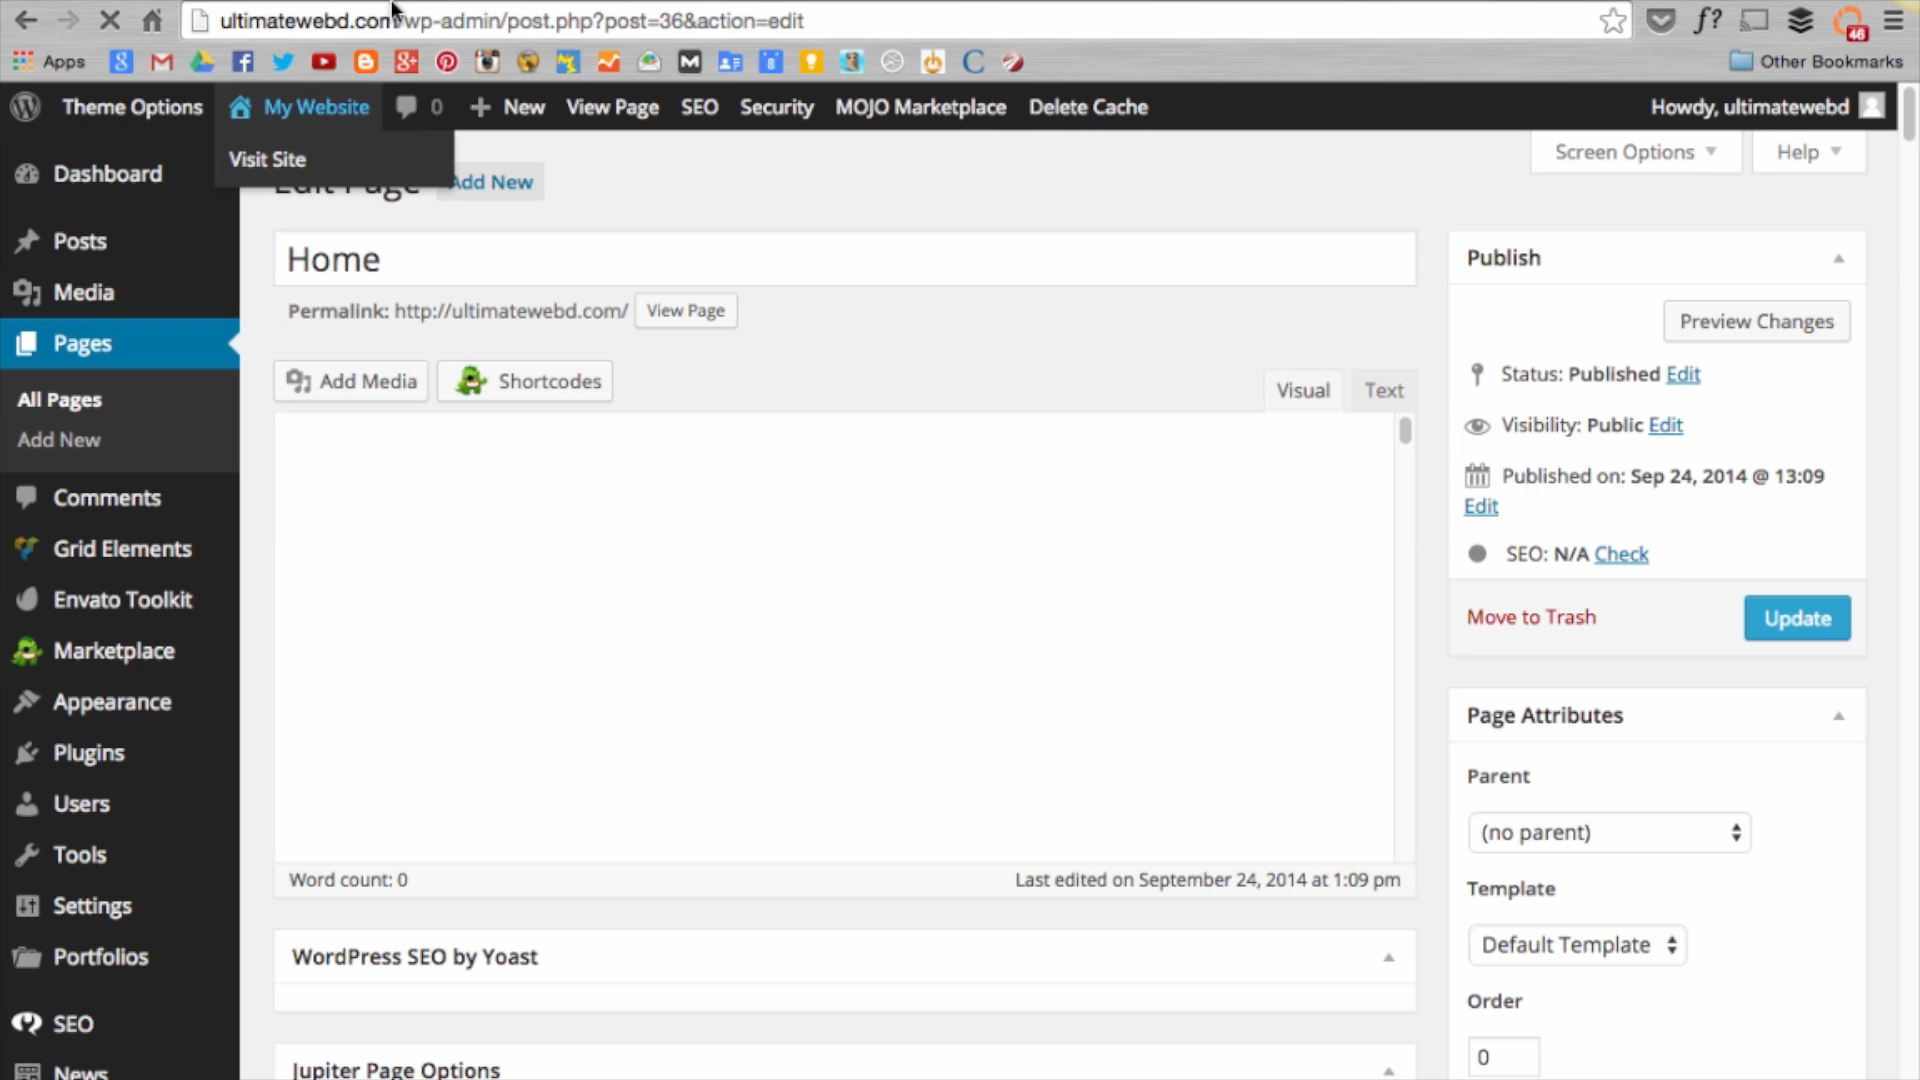 ultimatewebd.com/wp-admin/post.php?post=36&action=edit
46
Apps
Other Bookmarks
Theme Options
My Website
0
New
View Page
SEO
Security
MOJO Marketplace
Delete Cache
Howdy, ultimatewebd
Visit Site
Screen Options
Help
Edit Page
Add New
Dashboard
Posts
Media
Pages
All Pages
Add New
Comments
Grid Elements
Envato Toolkit
Marketplace
Appearance
Plugins
Users
Tools
Settings
Portfolios
SEO
News
Home
Permalink: http://ultimatewebd.com/
View Page
Add Media
Shortcodes
Visual
Text
Word count: 0
Last edited on September 24, 2014 at 1:09 pm
WordPress SEO by Yoast
Jupiter Page Options
Publish
Preview Changes
Status: Published Edit
Visibility: Public Edit
Published on: Sep 24, 2014 @ 13:09
Edit
SEO: N/A Check
Move to Trash
Update
Page Attributes
Parent
(no parent)
Template
Default Template
Order
0